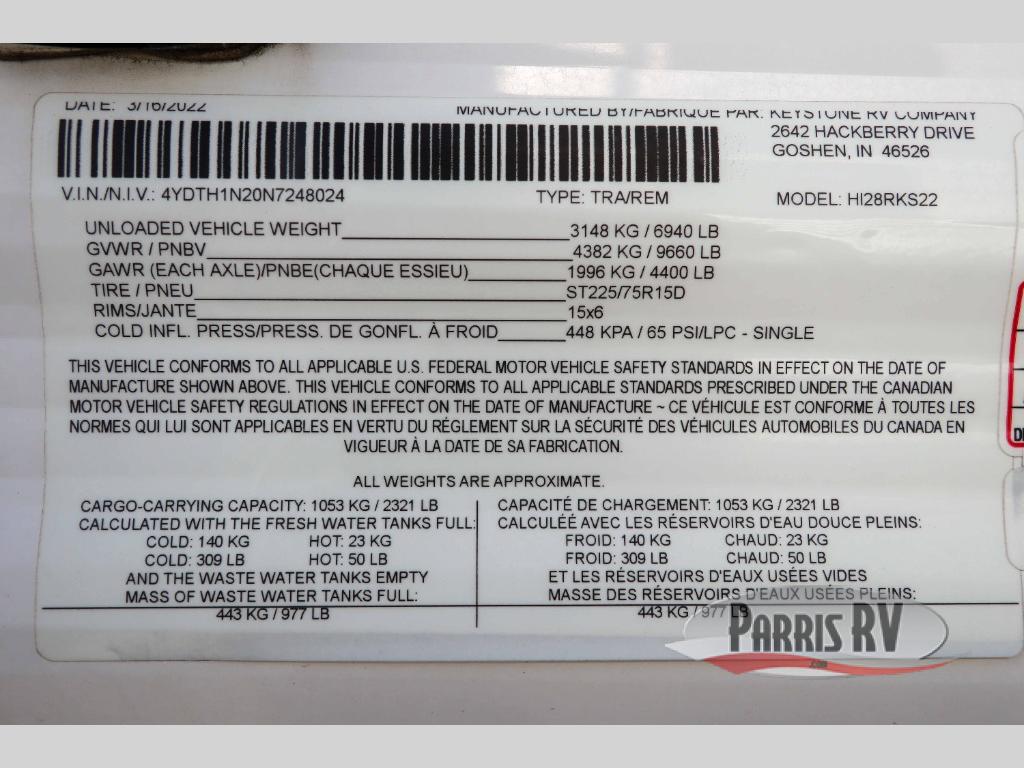 DATE: 3/16/2022
MANUFACTURED BY/FABRIQUE PAR: KEYSTONE RV COMPANY
2642 HACKBERRY DRIVE
GOSHEN, IN 46526
V.I.N./N.I.V.: 4YDTH1N20N7248024 TYPE: TRA/REM MODEL: HI28RKS22
UNLOADED VEHICLE WEIGHT 3148 KG / 6940 LB
GVWR / PNBV 4382 KG / 9660 LB
GAWR (EACH AXLE)/PNBE(CHAQUE ESSIEU) 1996 KG / 4400 LB
TIRE / PNEU ST225/75R15D
RIMS/JANTE 15x6
COLD INFL. PRESS/PRESS. DE GONFL. À FROID 448 KPA / 65 PSI/LPC - SINGLE
THIS VEHICLE CONFORMS TO ALL APPLICABLE U.S. FEDERAL MOTOR VEHICLE SAFETY STANDARDS IN EFFECT ON THE DATE OF
MANUFACTURE SHOWN ABOVE. THIS VEHICLE CONFORMS TO ALL APPLICABLE STANDARDS PRESCRIBED UNDER THE CANADIAN
MOTOR VEHICLE SAFETY REGULATIONS IN EFFECT ON THE DATE OF MANUFACTURE ~ CE VÉHICULE EST CONFORME À TOUTES LES
NORMES QUI LUI SONT APPLICABLES EN VERTU DU RÉGLEMENT SUR LA SÉCURITÉ DES VÉHICULES AUTOMOBILES DU CANADA EN
VIGUEUR À LA DATE DE SA FABRICATION.
ALL WEIGHTS ARE APPROXIMATE.
CARGO-CARRYING CAPACITY: 1053 KG / 2321 LB
CALCULATED WITH THE FRESH WATER TANKS FULL:
COLD: 140 KG HOT: 23 KG
COLD: 309 LB HOT: 50 LB
AND THE WASTE WATER TANKS EMPTY
MASS OF WASTE WATER TANKS FULL:
443 KG / 977 LB
CAPACITÉ DE CHARGEMENT: 1053 KG / 2321 LB
CALCULÉE AVEC LES RÉSERVOIRS D'EAU DOUCE PLEINS:
FROID: 140 KG CHAUD: 23 KG
FROID: 309 LB CHAUD: 50 LB
ET LES RÉSERVOIRS D'EAUX USÉES VIDES
MASSE DES RÉSERVOIRS D'EAUX USÉES PLEINS:
443 KG / 977 LB
PARRIS RV
.com